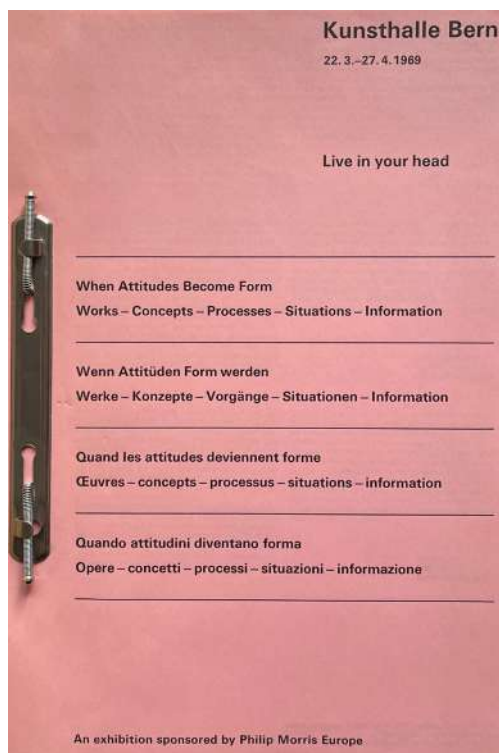 Kunsthalle Bern
22. 3.–27. 4. 1969
Live in your head
When Attitudes Become Form
Works – Concepts – Processes – Situations – Information
Wenn Attitüden Form werden
Werke – Konzepte – Vorgänge – Situationen – Information
Quand les attitudes deviennent forme
Œuvres – concepts – processus – situations – information
Quando attitudini diventano forma
Opere – concetti – processi – situazioni – informazione
An exhibition sponsored by Philip Morris Europe